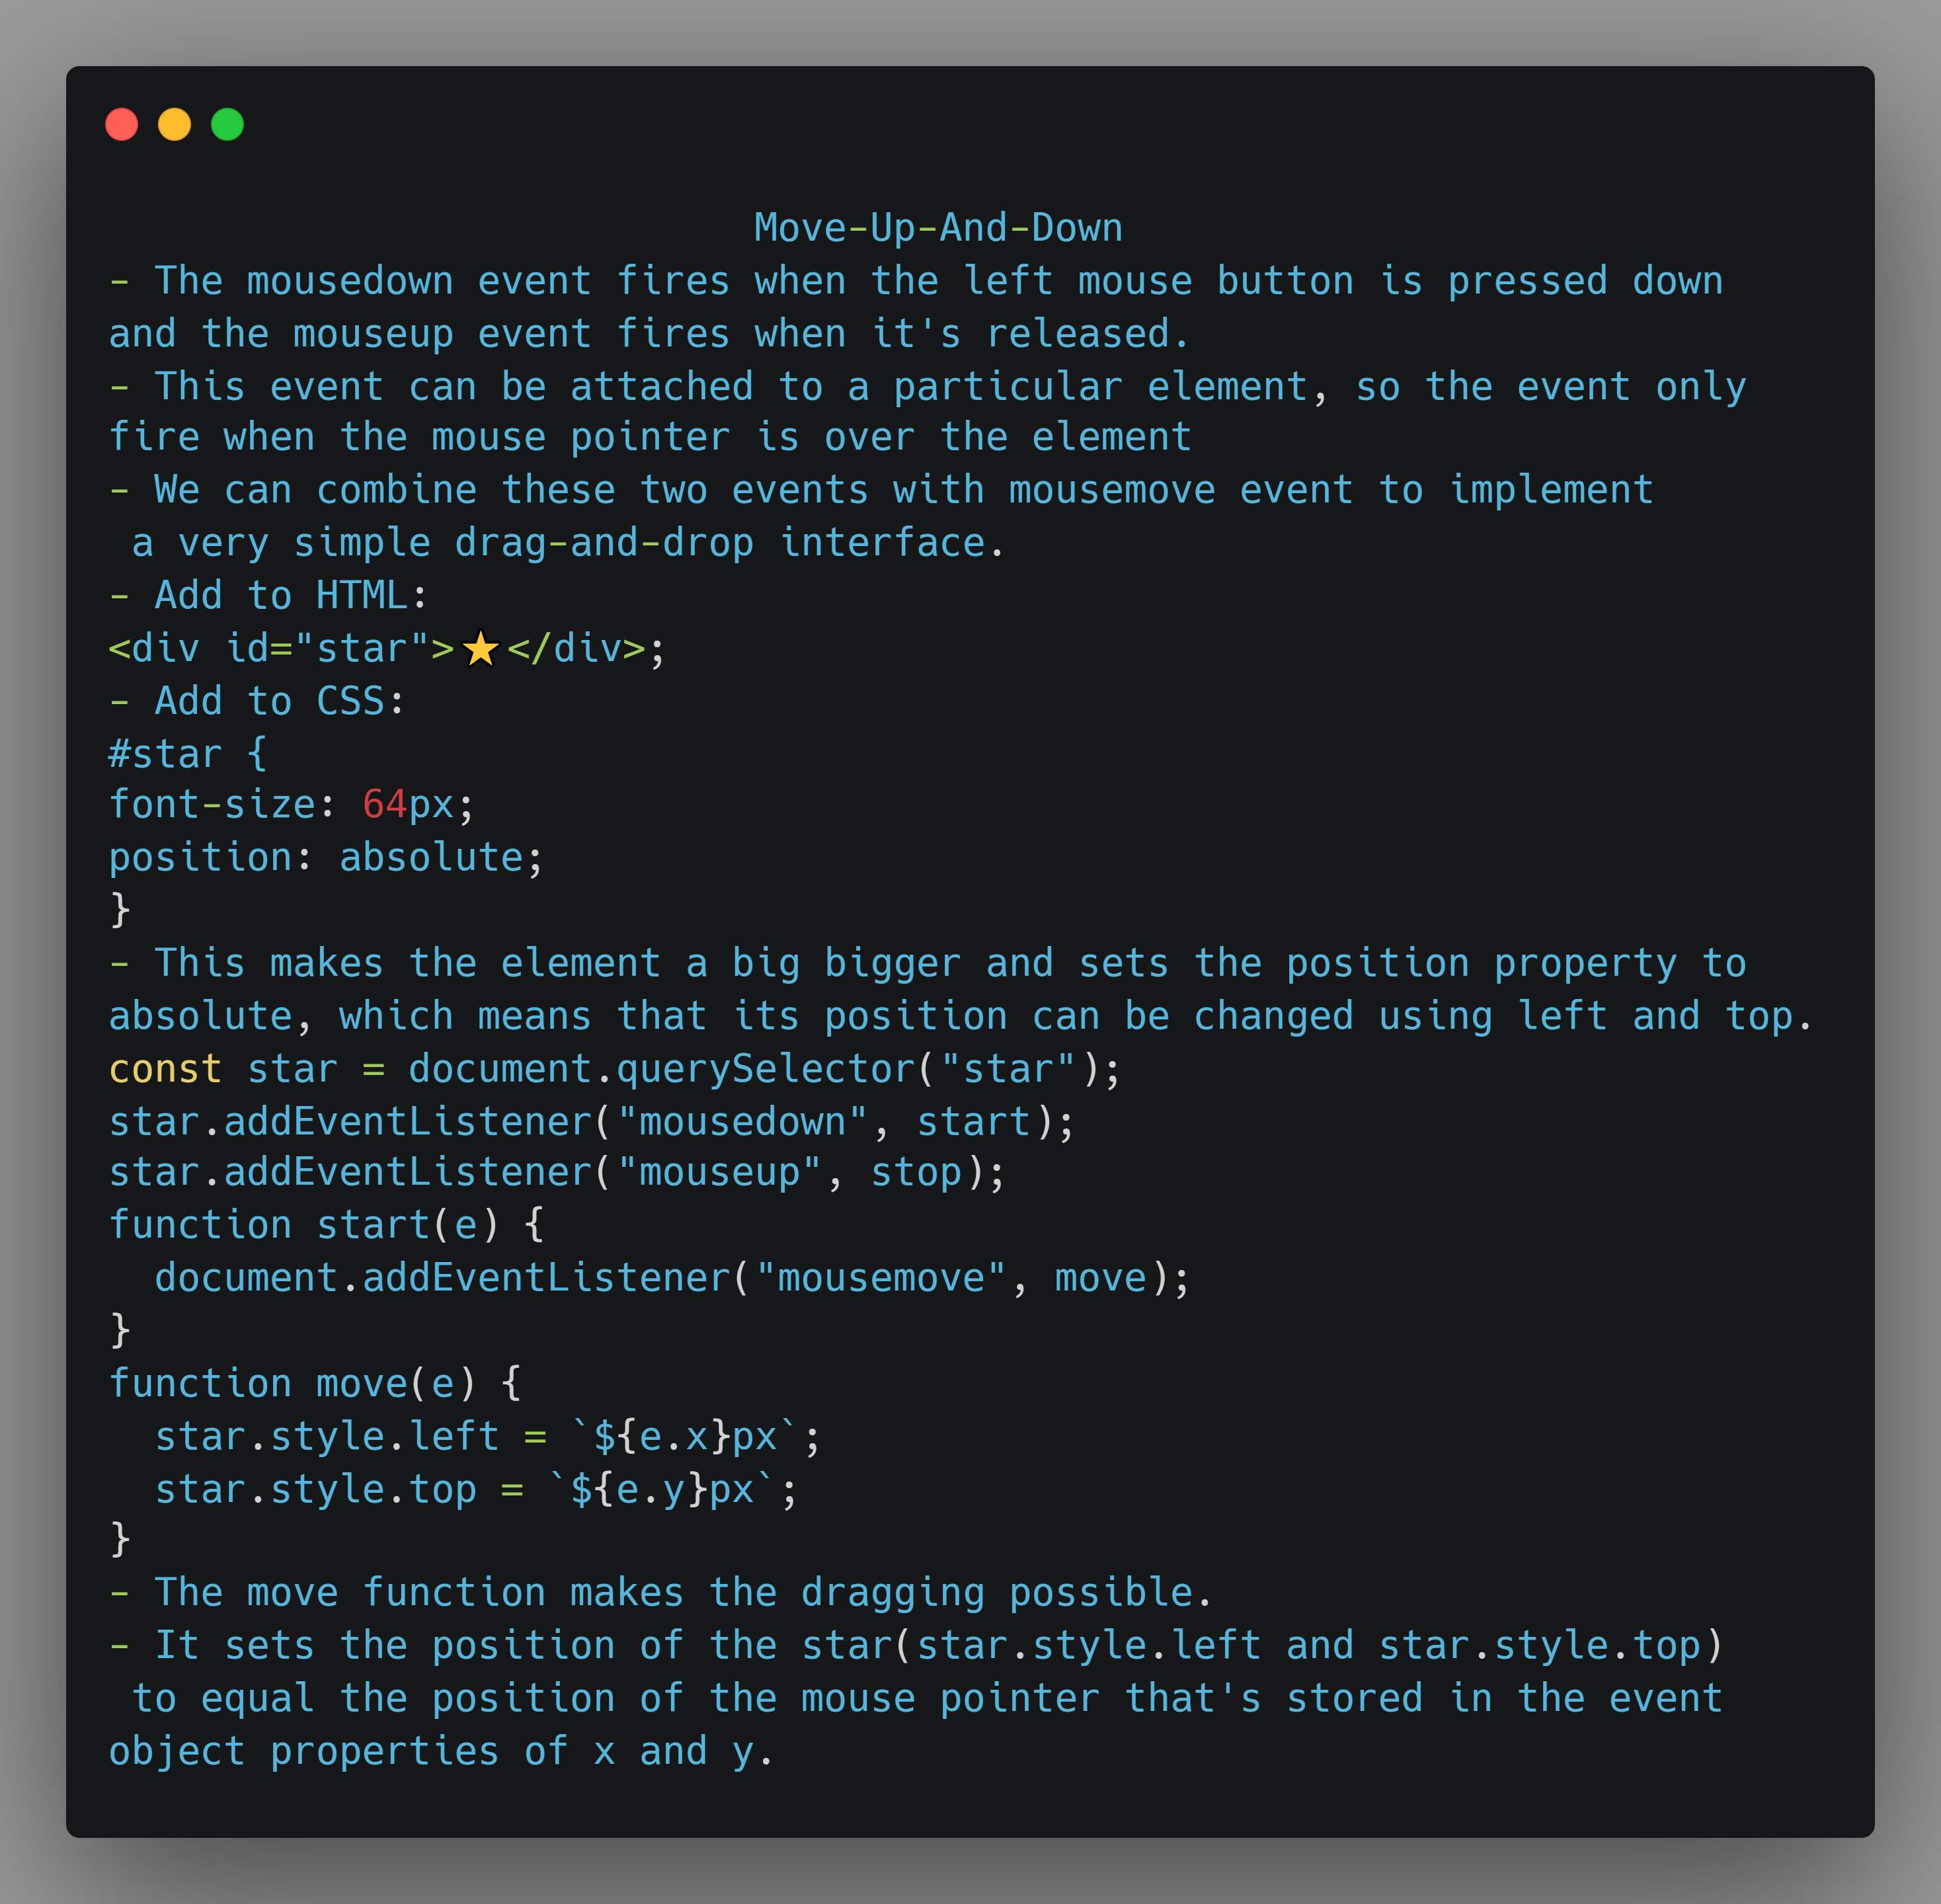 Move-Up-And-Down
- The mousedown event fires when the left mouse button is pressed down
and the mouseup event fires when it's released.
- This event can be attached to a particular element, so the event only
fire when the mouse pointer is over the element
- We can combine these two events with mousemove event to implement
 a very simple drag-and-drop interface.
- Add to HTML:
<div id="star">⭐</div>;
- Add to CSS:
#star {
font-size: 64px;
position: absolute;
}
- This makes the element a big bigger and sets the position property to
absolute, which means that its position can be changed using left and top.
const star = document.querySelector("star");
star.addEventListener("mousedown", start);
star.addEventListener("mouseup", stop);
function start(e) {
  document.addEventListener("mousemove", move);
}
function move(e) {
  star.style.left = `${e.x}px`;
  star.style.top = `${e.y}px`;
}
- The move function makes the dragging possible.
- It sets the position of the star(star.style.left and star.style.top)
 to equal the position of the mouse pointer that's stored in the event
object properties of x and y.